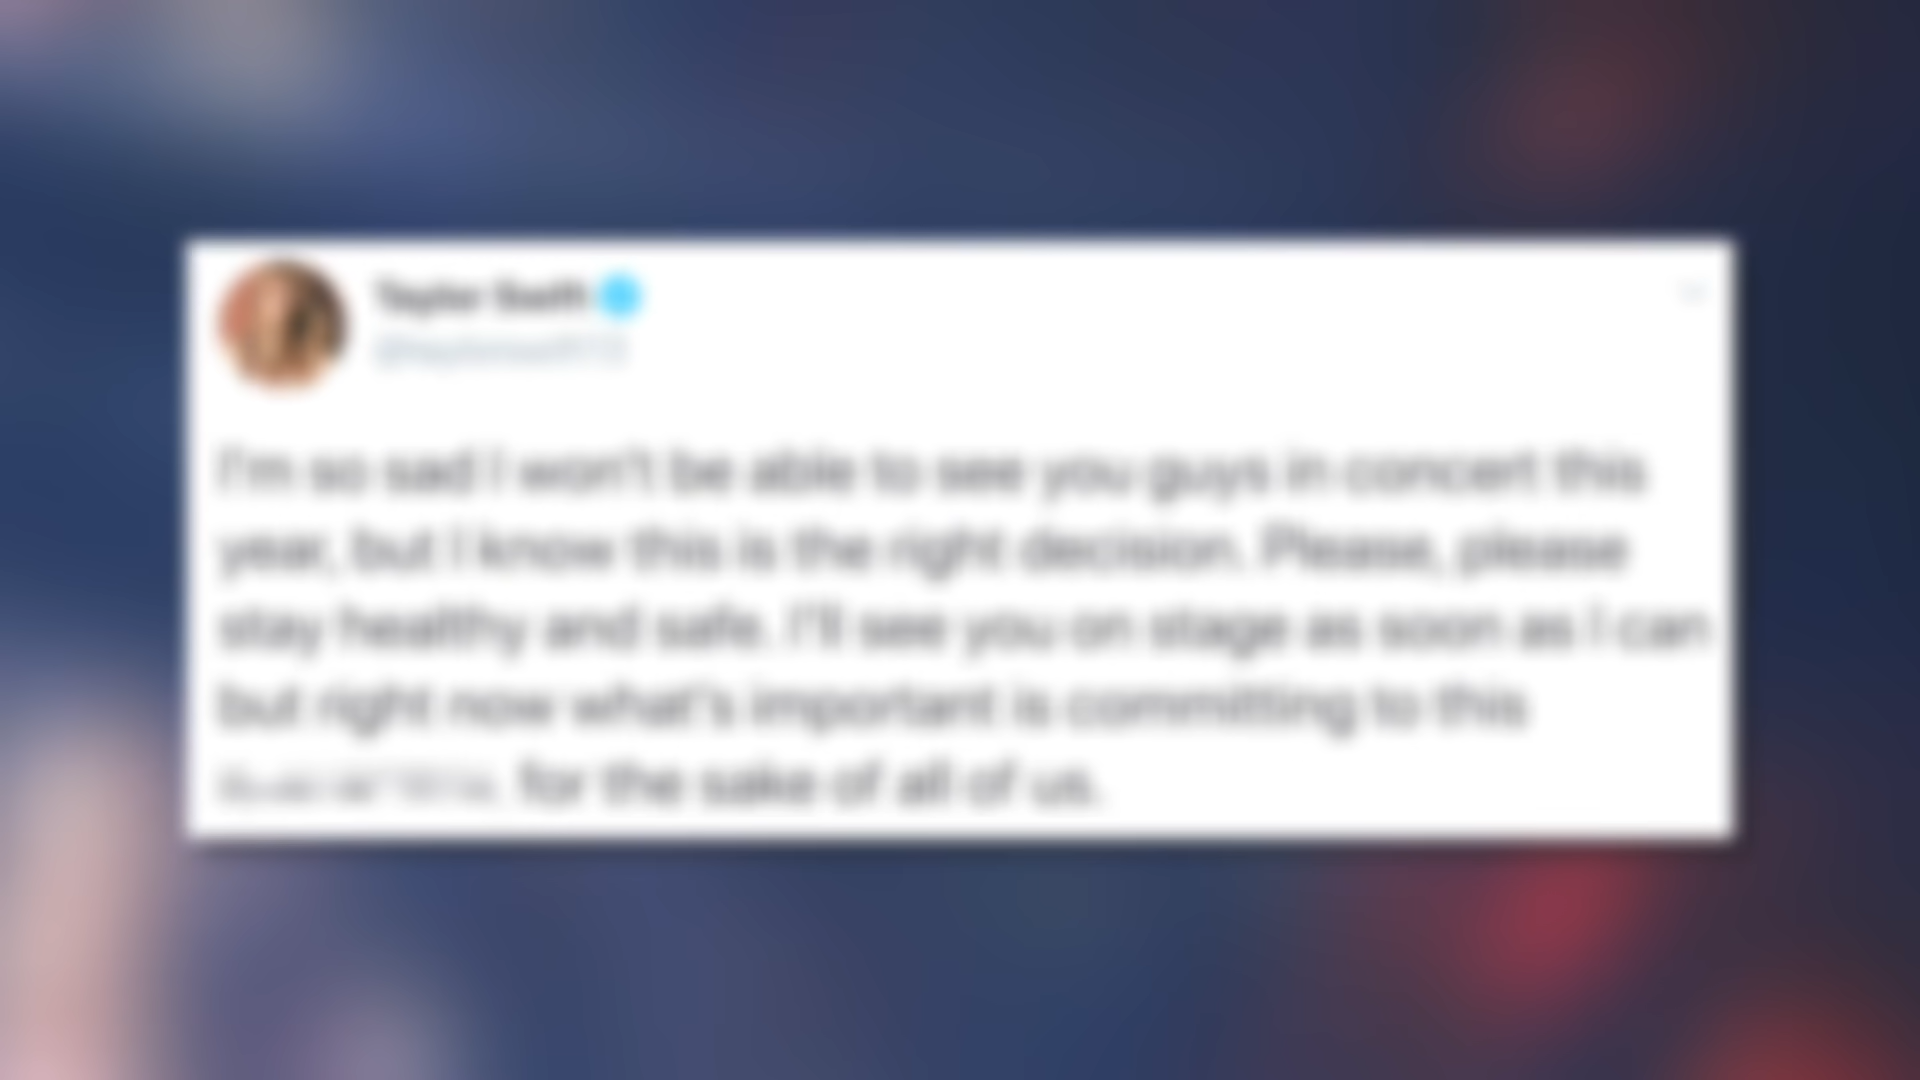 Taylor Swift
@taylorswift13
I'm so sad I won't be able to see you guys in concert this
year, but I know this is the right decision. Please, please
stay healthy and safe. I'll see you on stage as soon as I can
but right now what's important is committing to this
for the sake of all of us.